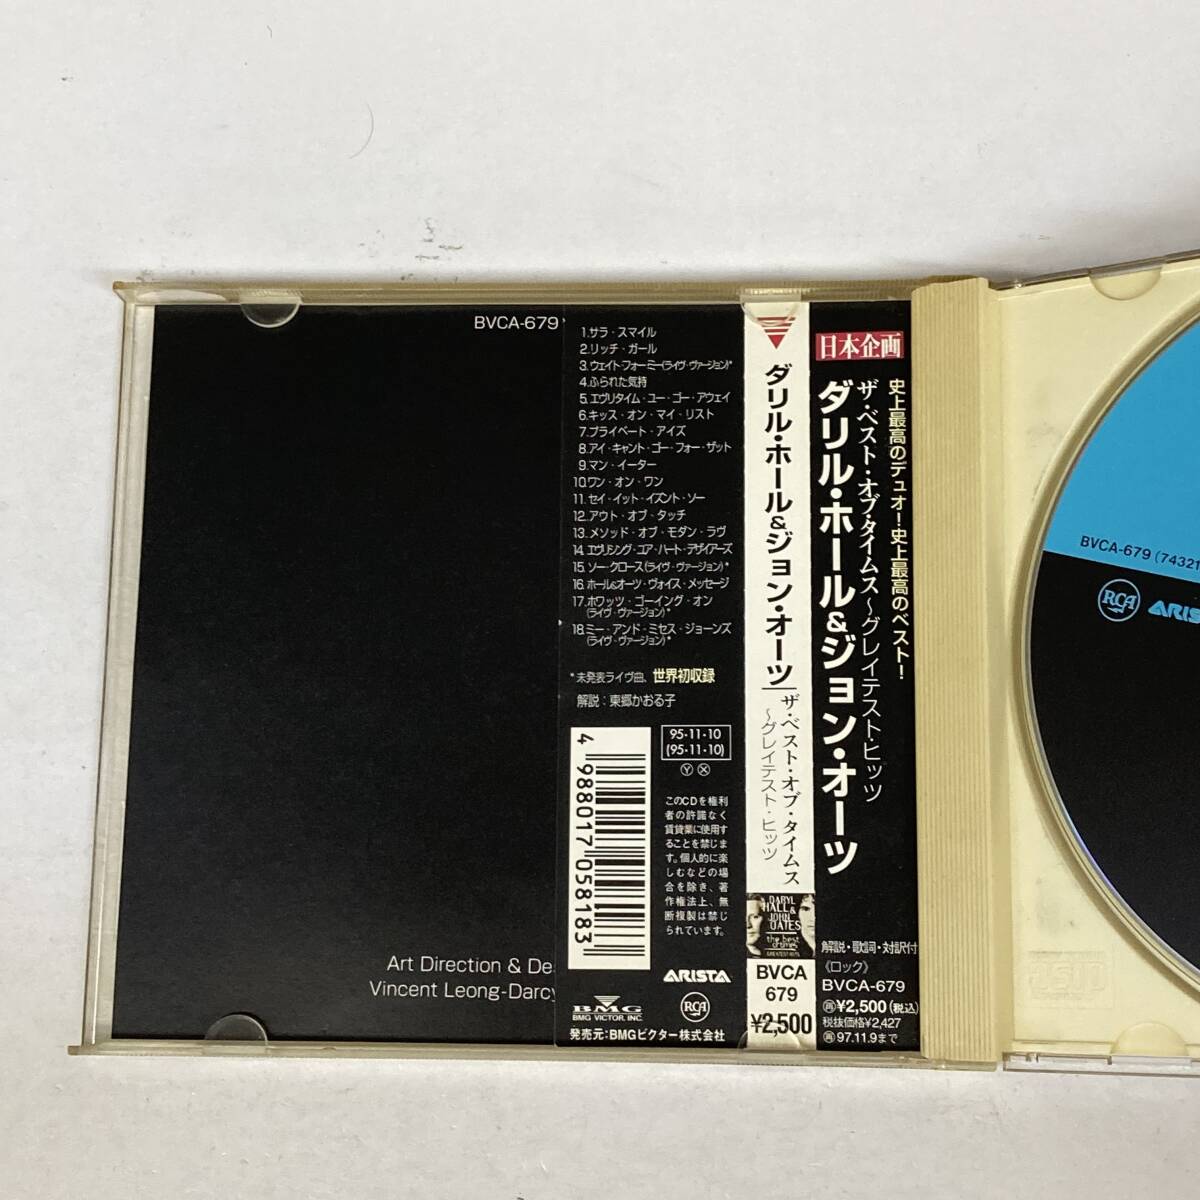 BVCA-679
Art Direction & De
Vincent Leong-Darcy
1.サラ・スマイル
2.リッチ・ガール
3.ウェイト・フォー・ミー(ライヴ・ヴァージョン)*
4.ふられた気持
5.エヴリタイム・ユー・ゴー・アウェイ
6.キッス・オン・マイ・リスト
7.プライベート・アイズ
8.アイ・キャント・ゴー・フォー・ザット
9.マン・イーター
10.ワン・オン・ワン
11.セイ・イット・イズント・ソー
12.アウト・オブ・タッチ
13.メソッド・オブ・モダン・ラヴ
14.エヴリシング・ユア・ハート・デザイアーズ
15.ソー・クロース(ライヴ・ヴァージョン)*
16.ホール&オーツ・ヴォイス・メッセージ
17.ホワッツ・ゴーイング・オン
(ライヴ・ヴァージョン)*
18.ミー・アンド・ミセス・ジョーンズ
(ライヴ・ヴァージョン)*
*未発表ライヴ曲、世界初収録
解説:東郷かおる子
4 988017 058183
95・11・10
(95・11・10)
Ⓨ Ⓧ
このCDを権利
者の許諾なく
賃貸業に使用す
ることを禁じま
す。個人的に楽
しむなどの場
合を除き、著
作権法上、無
断複製は禁じ
られています。
ARISTA
BMG
BMG VICTOR, INC.
RCA
発売元:BMGビクター株式会社
ダリル・ホール&ジョン・オーツ
ザ・ベスト・オブ・タイムス
〜グレイテスト・ヒッツ
DARYL
HALL &
JOHN
OATES
the best
of times
GREATEST HITS
BVCA
679
¥2,500
日本企画
史上最高のデュオ!史上最高のベスト!
ザ・ベスト・オブ・タイムス〜グレイテスト・ヒッツ
ダリル・ホール&ジョン・オーツ
解説・歌詞・対訳付
《ロック》
BVCA-679
再¥2,500(税込)
税抜価格¥2,427
再97.11.9まで
BVCA-679 (74321
RCA
ARIS